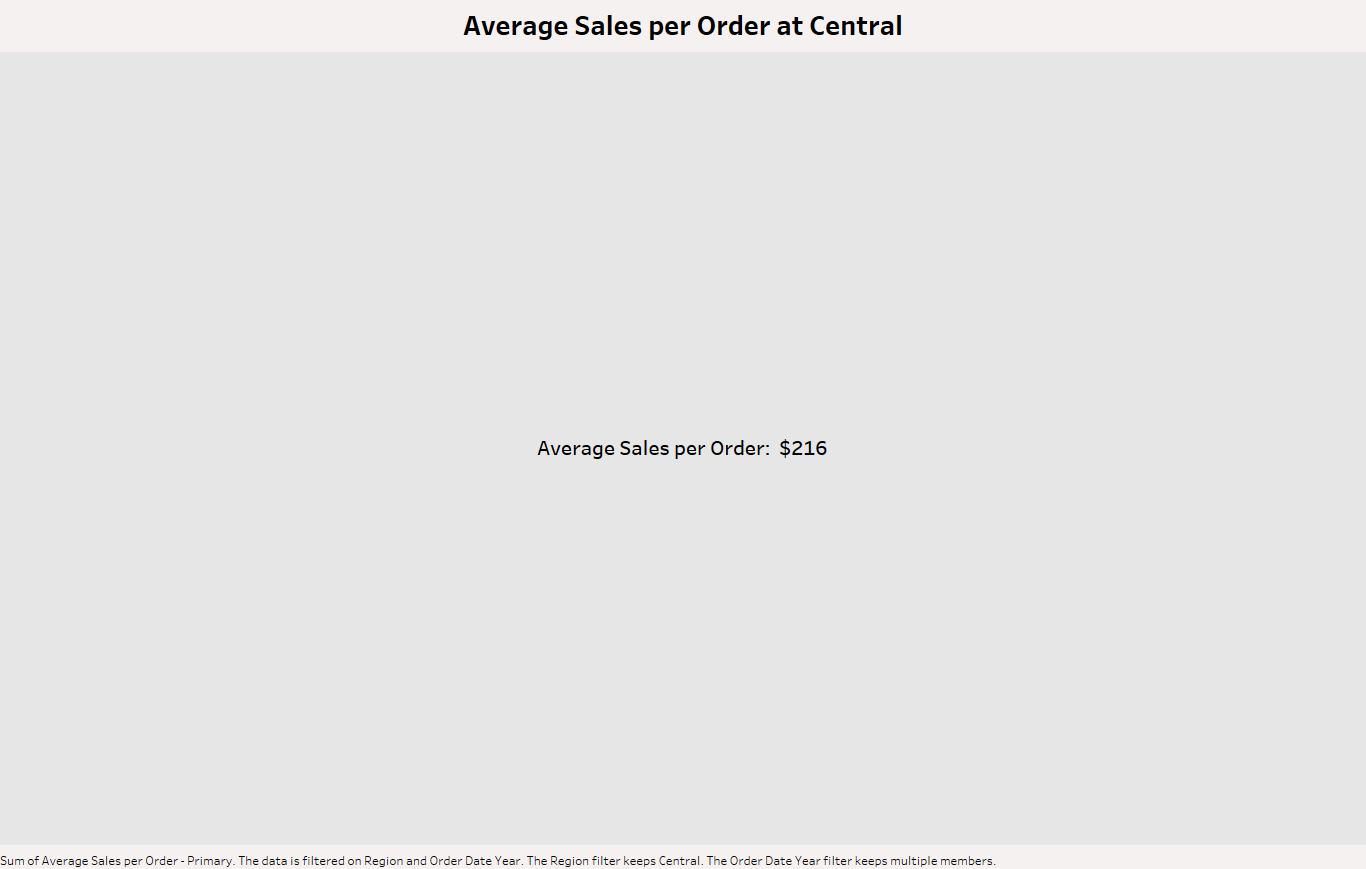 Average Sales per Order at Central
Average Sales per Order: $216
Sum of Average Sales per Order - Primary. The data is filtered on Region and Order Date Year. The Region filter keeps Central. The Order Date Year filter keeps multiple members.